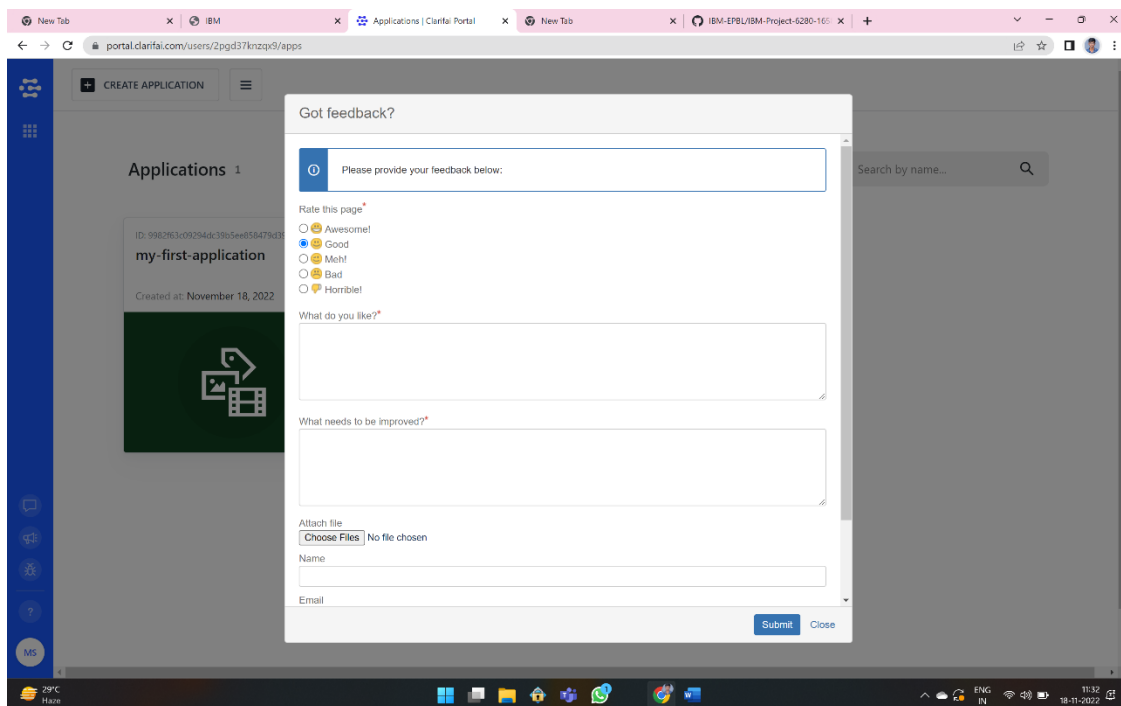 New Tab
IBM
Applications | Clarifai Portal
New Tab
IBM-EPBL/IBM-Project-6280-165
portal.clarifai.com/users/2pgd37knzqx9/apps
CREATE APPLICATION
Applications 1
Search by name...
my-first-application
Created at: November 18, 2022
Got feedback?
Please provide your feedback below:
Rate this page*
Awesome!
Good
Meh!
Bad
Horrible!
What do you like?*
What needs to be improved?*
Attach file
Choose Files No file chosen
Name
Email
Submit Close
?
MS
29°C
Haze
ENG
IN
11:32
18-11-2022